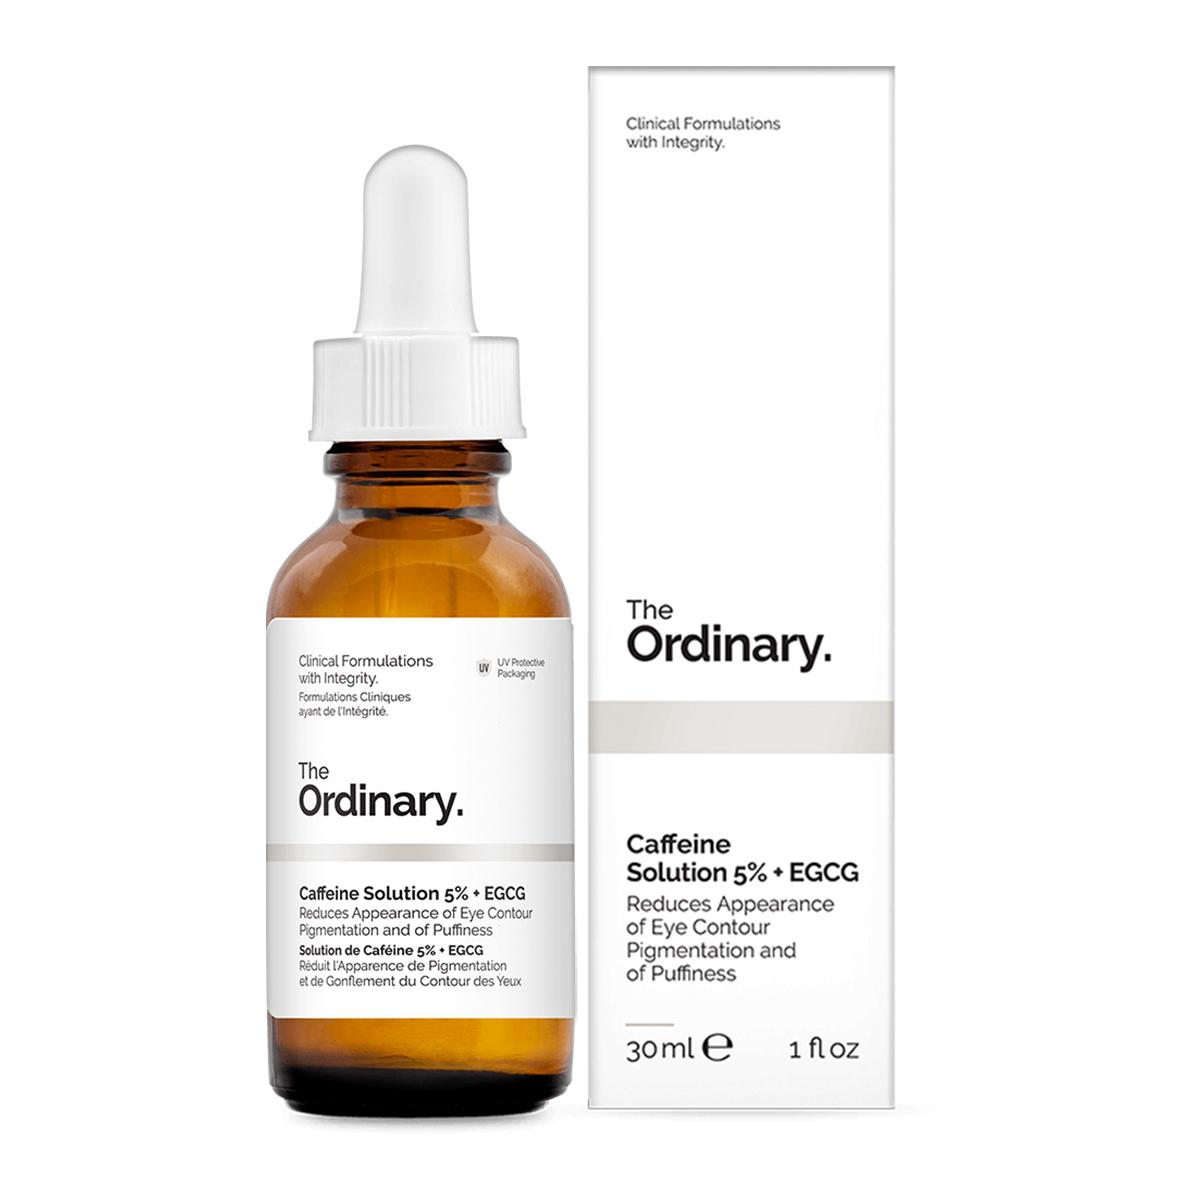 Clinical Formulations
with Integrity.
Formulations Cliniques
ayant de l'Intégrité.
UV
UV Protective
Packaging
The
Ordinary.
Caffeine Solution 5% + EGCG
Reduces Appearance of Eye Contour
Pigmentation and of Puffiness
Solution de Caféine 5% + EGCG
Réduit l'Apparence de Pigmentation
et de Gonflement du Contour des Yeux
Clinical Formulations
with Integrity.
The
Ordinary.
Caffeine
Solution 5% + EGCG
Reduces Appearance
of Eye Contour
Pigmentation and
of Puffiness
30 ml ℮ 1 fl oz